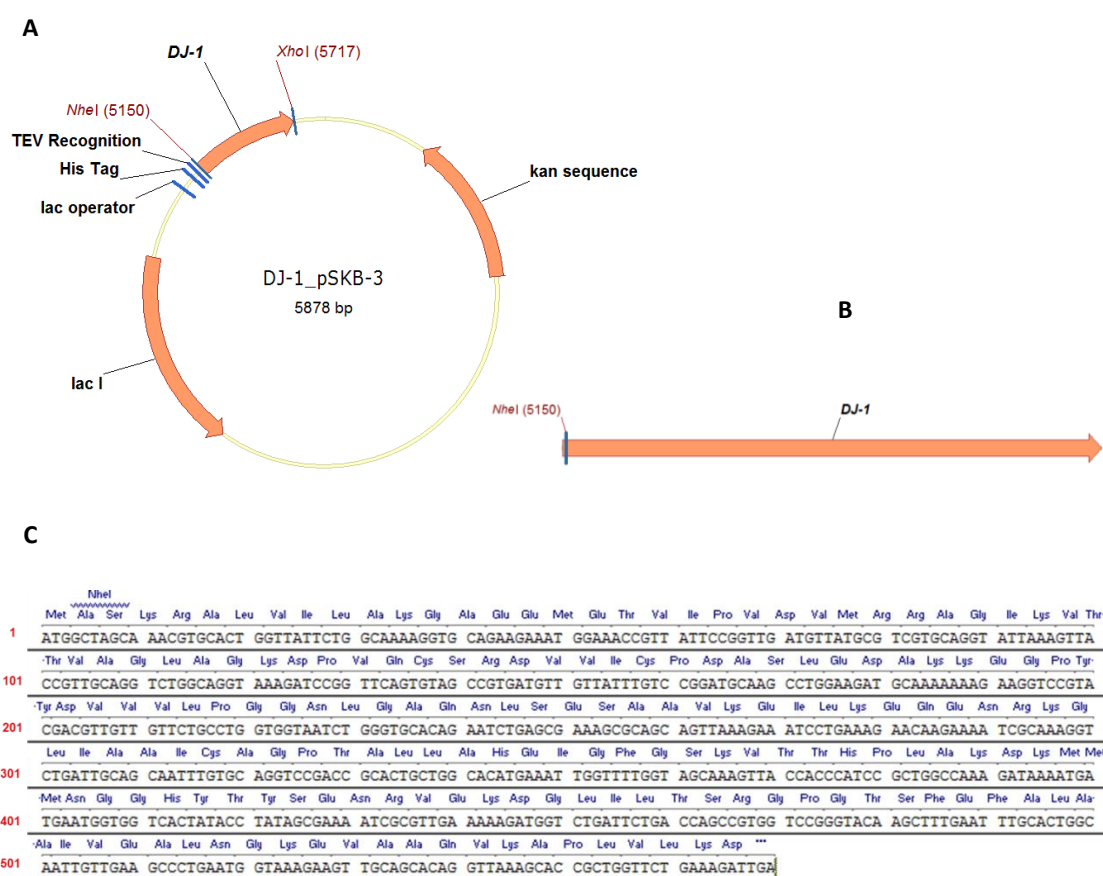 A
DJ-1
XhoI (5717)
NheI (5150)
TEV Recognition
His Tag
lac operator
kan sequence
DJ-1_pSKB-3
5878 bp
lac I
B
NheI (5150)
DJ-1
C
NheI
Met Ala Ser Lys Arg Ala Leu Val Ile Leu Ala Lys Gly Ala Glu Glu Met Glu Thr Val Ile Pro Val Asp Val Met Arg Arg Ala Gly Ile Lys Val Thr
1 ATGGCTAGCA AACGTGCACT GGTTATTCTG GCAAAAGGTG CAGAAGAAAT GGAAACCGTT ATTCCGGTTG ATGTTATGCG TCGTGCAGGT ATTAAAGTTA
·Thr Val Ala Gly Leu Ala Gly Lys Asp Pro Val Gln Cys Ser Arg Asp Val Val Ile Cys Pro Asp Ala Ser Leu Glu Asp Ala Lys Lys Glu Gly Pro Tyr·
101 CCGTTGCAGG TCTGGCAGGT AAAGATCCGG TTCAGTGTAG CCGTGATGTT GTTATTTGTC CGGATGCAAG CCTGGAAGAT GCAAAAAAAG AAGGTCCGTA
·Tyr Asp Val Val Val Leu Pro Gly Gly Asn Leu Gly Ala Gln Asn Leu Ser Glu Ser Ala Ala Val Lys Glu Ile Leu Lys Glu Gln Glu Asn Arg Lys Gly
201 CGACGTTGTT GTTCTGCCTG GTGGTAATCT GGGTGCACAG AATCTGAGCG AAAGCGCAGC AGTTAAAGAA ATCCTGAAAG AACAAGAAAA TCGCAAAGGT
Leu Ile Ala Ala Ile Cys Ala Gly Pro Thr Ala Leu Leu Ala His Glu Ile Gly Phe Gly Ser Lys Val Thr Thr His Pro Leu Ala Lys Asp Lys Met Met
301 CTGATTGCAG CAATTTGTGC AGGTCCGACC GCACTGCTGG CACATGAAAT TGGTTTTGGT AGCAAAGTTA CCACCCATCC GCTGGCCAAA GATAAAATGA
·Met Asn Gly Gly His Tyr Thr Tyr Ser Glu Asn Arg Val Glu Lys Asp Gly Leu Ile Leu Thr Ser Arg Gly Pro Gly Thr Ser Phe Glu Phe Ala Leu Ala·
401 TGAATGGTGG TCACTATACC TATAGCGAAA ATCGCGTTGA AAAAGATGGT CTGATTCTGA CCAGCCGTGG TCCGGGTACA AGCTTTGAAT TTGCACTGGC
·Ala Ile Val Glu Ala Leu Asn Gly Lys Glu Val Ala Ala Gln Val Lys Ala Pro Leu Val Leu Lys Asp ***
501 AATTGTTGAA GCCCTGAATG GTAAAGAAGT TGCAGCACAG GTTAAAGCAC CGCTGGTTCT GAAAGATTGA